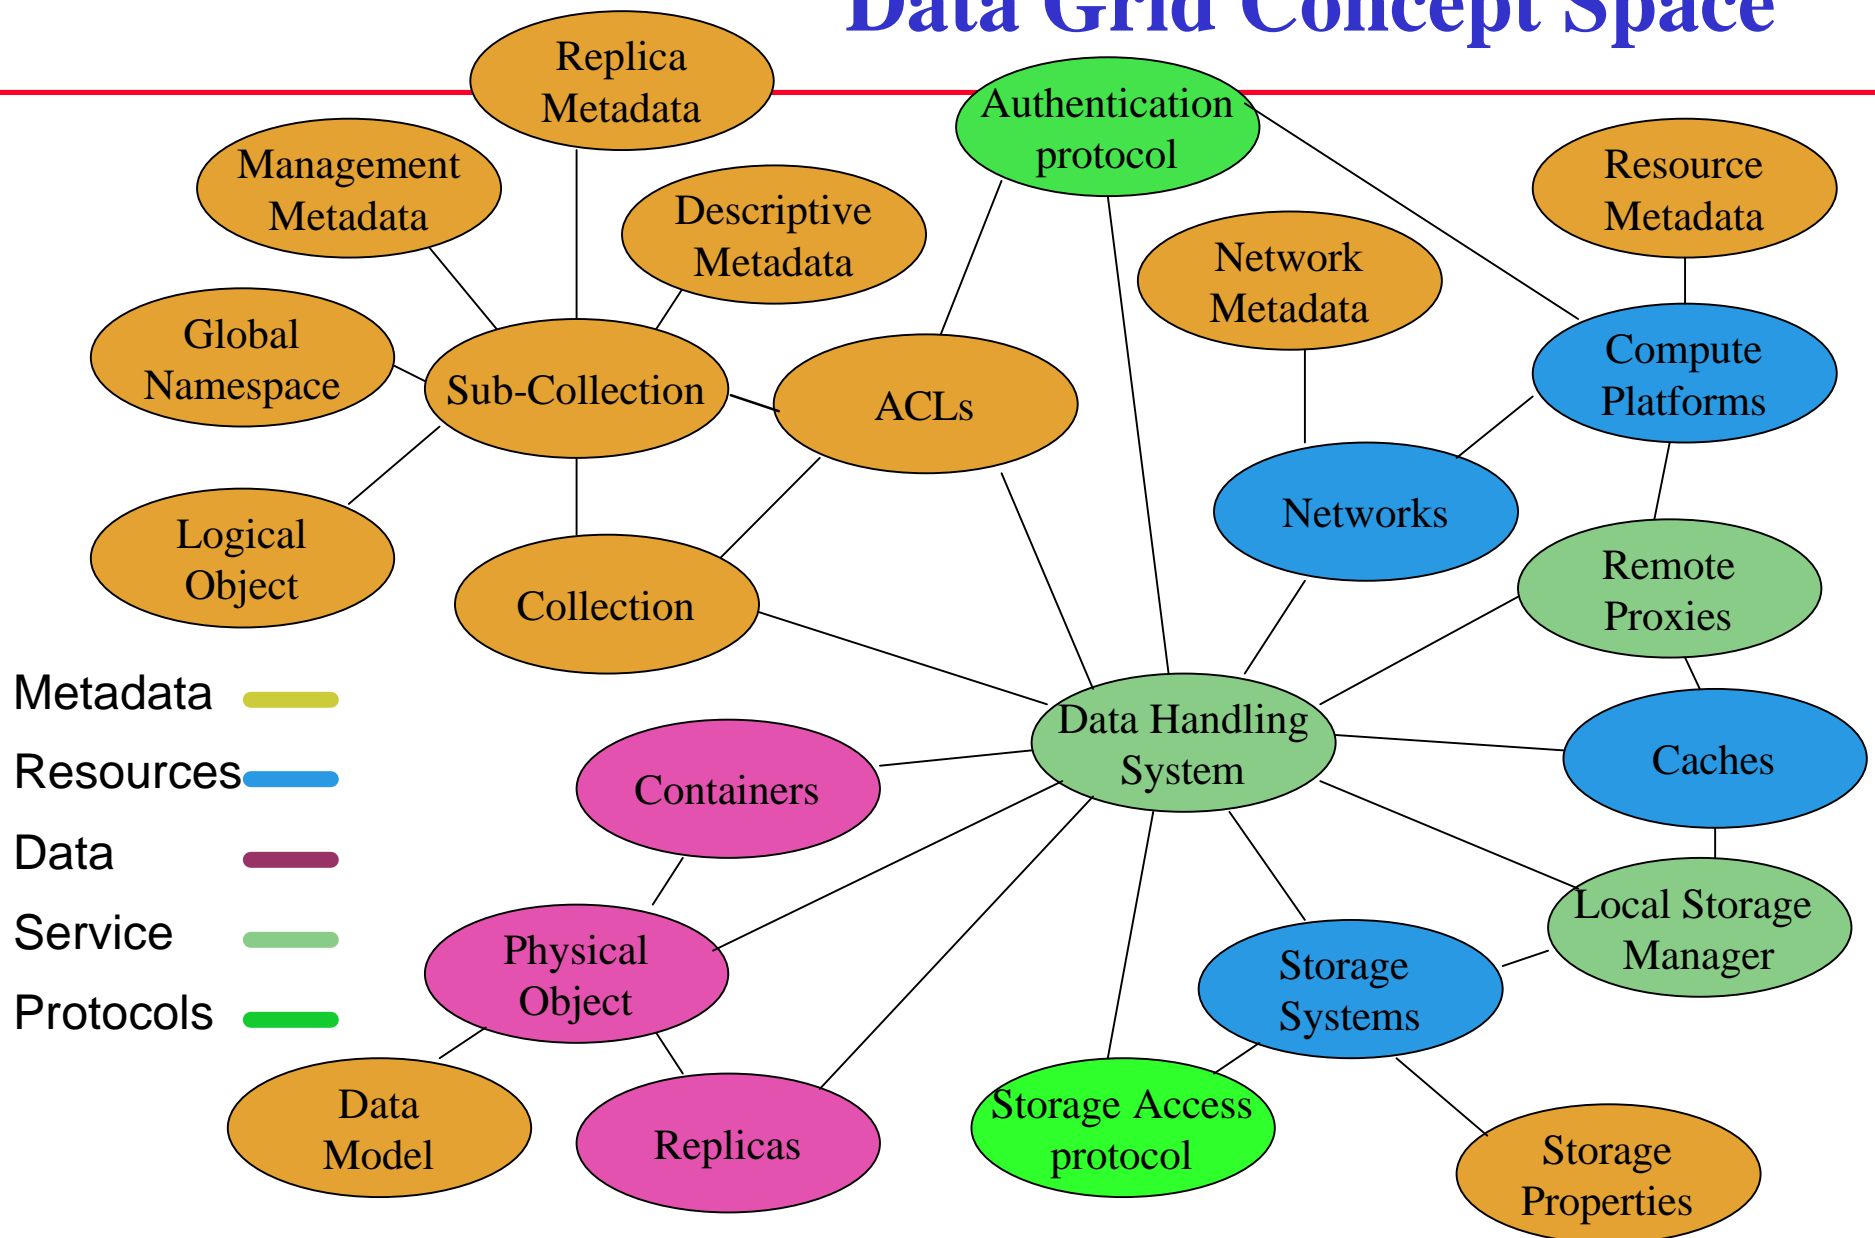 Data Grid Concept Space
Replica
Metadata
Authentication
protocol
Management
Metadata
Resource
Metadata
Descriptive
Metadata
Network
Metadata
Global
Namespace
Compute
Platforms
Sub-Collection
ACLs
Networks
Logical
Object
Collection
Remote
Proxies
Metadata
Resources
Data
Service
Protocols
Data Handling
System
Caches
Containers
Local Storage
Manager
Physical
Object
Storage
Systems
Data
Model
Replicas
Storage Access
protocol
Storage
Properties